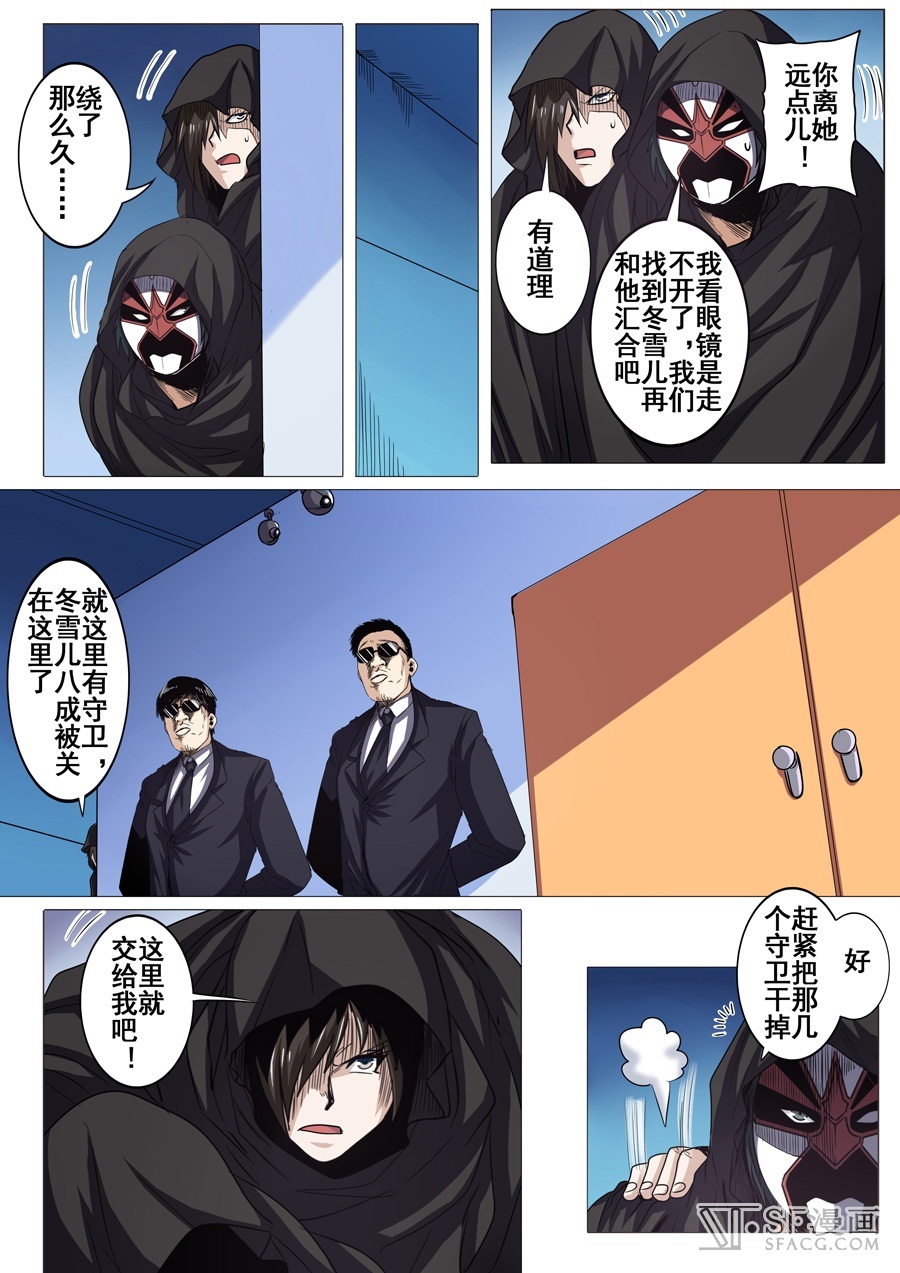 你离她
远点儿！
我看眼镜是走
不开了，我们
找到冬雪儿再
和他汇合吧
有道理
绕了
那么久……
就这里有守卫，
冬雪儿八成被关
在这里了
好
赶紧把那几
个守卫干掉
这里就
交给我吧！
SF漫画
SFACG.COM